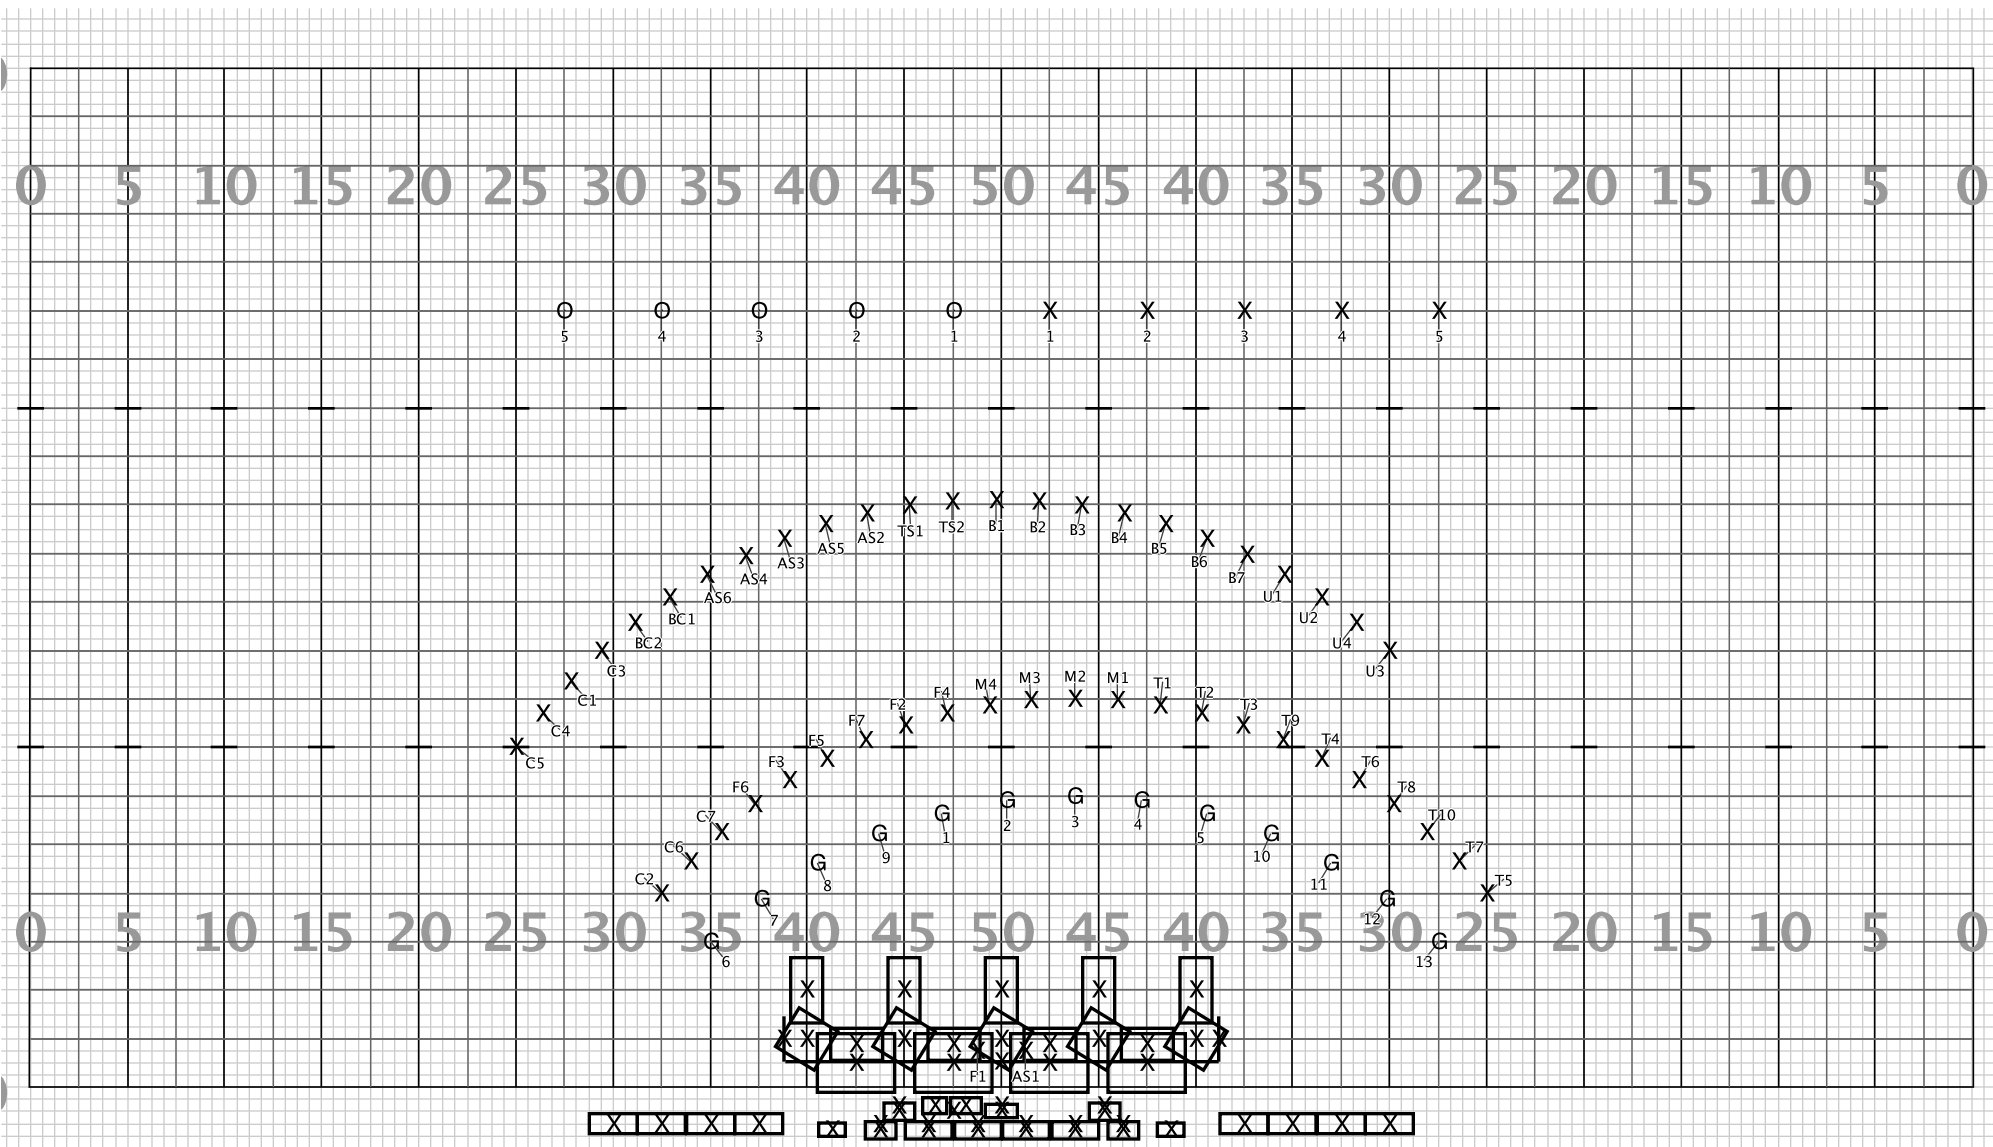 0 5 10 15 20 25 30 35 40 45 50 45 40 35 30 25 20 15 10 5 0
O O O O O X X X X X
5 4 3 2 1 1 2 3 4 5
X X X X X X X X X X X X X X X X X X X X X X X X
AS3 AS5 AS2 TS1 TS2 B1 B2 B3 B4 B5 B6
AS4 B7
AS6 U1
BC1 U2
BC2 U4
C3 U3
C1
C4
C5
M4 M3 M2 M1 T1
F4 T2
F2 T3
F7 T9
F5 T4
F3 T6
F6 T8
C7 T10
C6 T7
C2 T5
X X X X X X X X X X X X X X X X X X X X X X
G G G G G G G G G G G G G
1 2 3 4 5
9 10
8 11
7 12
0 5 10 15 20 25 30 35 40 45 50 45 40 35 30 25 20 15 10 5 0
6 13
X X X X X
F1 AS1
X X X X X X X X